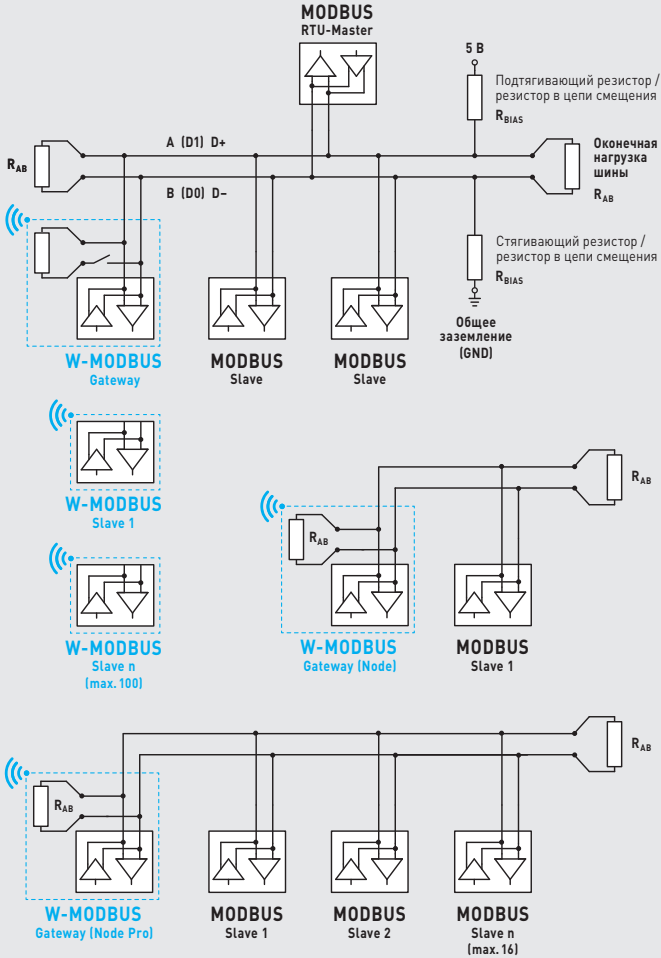 MODBUS
RTU-Master
5 В
Подтягивающий резистор /
резистор в цепи смещения
RBIAS
A (D1) D+
RAB
B (D0) D–
Оконечная
нагрузка
шины
RAB
Стягивающий резистор /
резистор в цепи смещения
RBIAS
Общее
заземление
(GND)
W-MODBUS
Gateway
MODBUS
Slave
MODBUS
Slave
W-MODBUS
Slave 1
RAB
RAB
W-MODBUS
Slave n
(max. 100)
W-MODBUS
Gateway (Node)
MODBUS
Slave 1
RAB
RAB
W-MODBUS
Gateway (Node Pro)
MODBUS
Slave 1
MODBUS
Slave 2
MODBUS
Slave n
(max. 16)